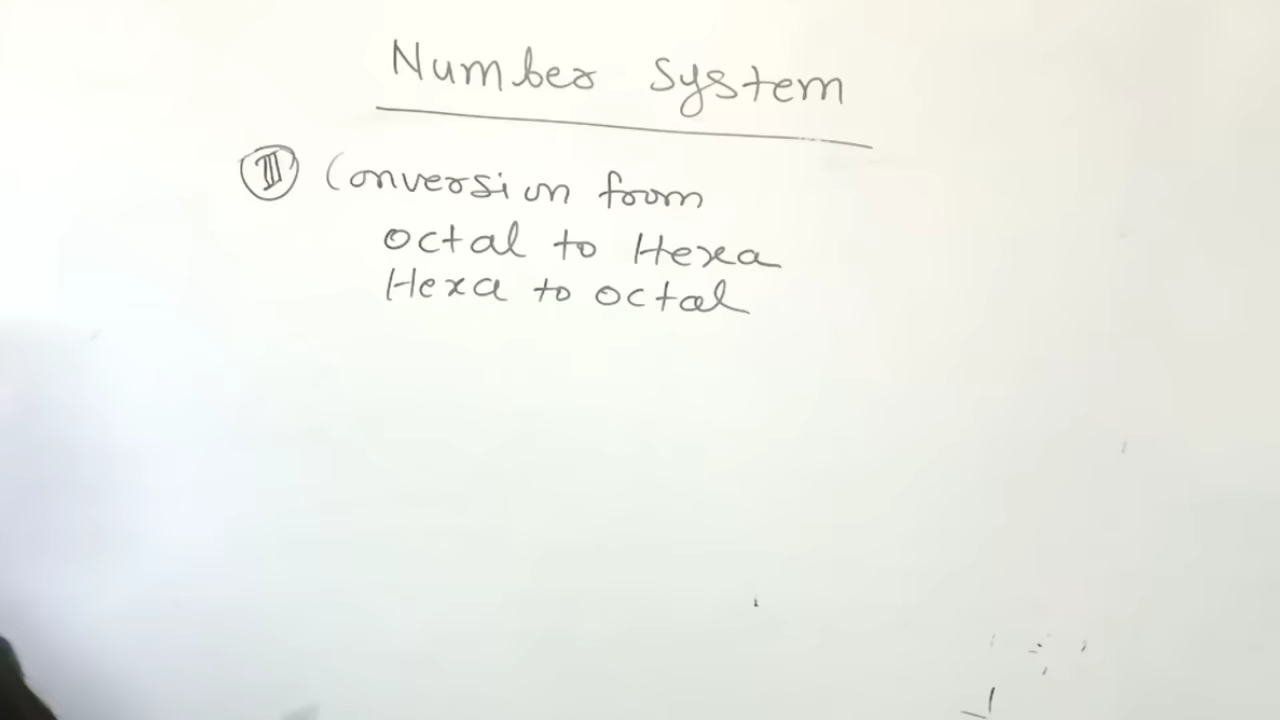 Number System
III Conversion from
octal to Hexa
Hexa to octal